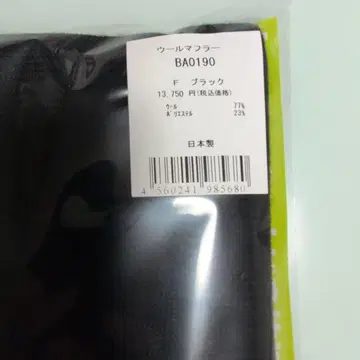 ウールマフラー
BA0190
F ブラック
13,750 円(税込価格)
ウール 77%
ポリエステル 23%
日本製
4 560241 985680